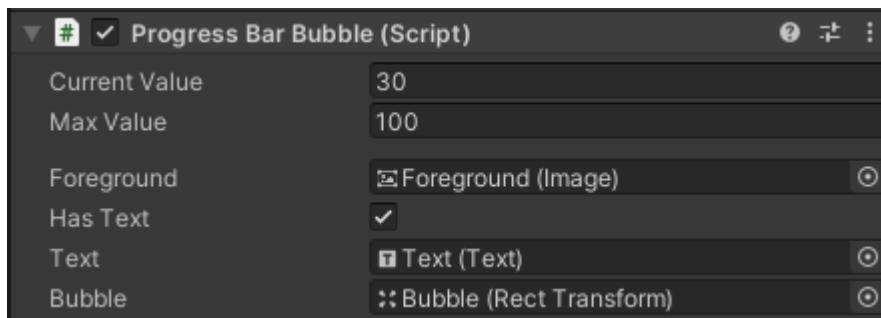 Progress Bar Bubble (Script)
Current Value 30
Max Value 100
Foreground Foreground (Image)
Has Text
Text Text (Text)
Bubble Bubble (Rect Transform)